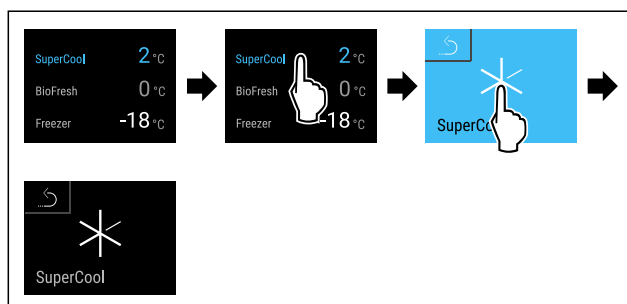 SuperCool 2 °C
BioFresh 0 °C
Freezer -18 °C
SuperCool 2 °C
BioFresh 0 °C
Freezer 18 °C
SuperCo
SuperCool